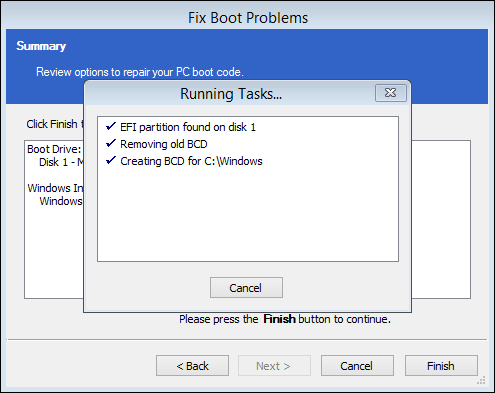 Fix Boot Problems
Summary
Review options to repair your PC boot code.
Running Tasks...
Click Finish
EFI partition found on disk 1
Removing old BCD
Creating BCD for C:\Windows
Boot Drive:
Disk 1 -
Windows
Windows
Cancel
Please press the Finish button to continue.
< Back
Next >
Cancel
Finish